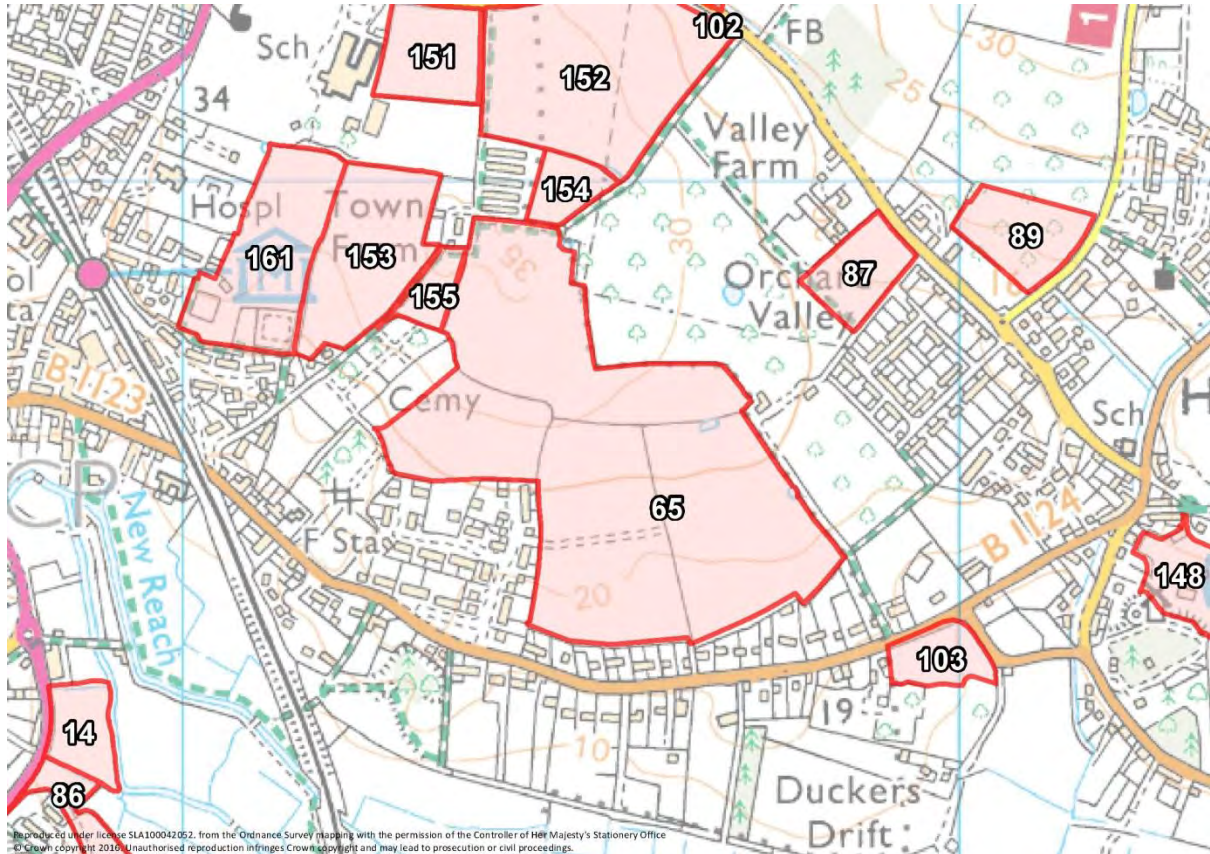 Sch
151
152
102
FB
30
1
34
25
Valley
Farm
154
Hospl
Town
Farm
161
153
155
35
30
87
89
Orchard
Valley
B 1123
Cemy
Sch
H
CP
New Reach
F Sta
65
B 1124
148
20
103
14
19
10
86
Duckers
Drift
Reproduced under license SLA100042052. from the Ordnance Survey mapping with the permission of the Controller of Her Majesty's Stationery Office
© Crown copyright 2016. Unauthorised reproduction infringes Crown copyright and may lead to prosecution or civil proceedings.